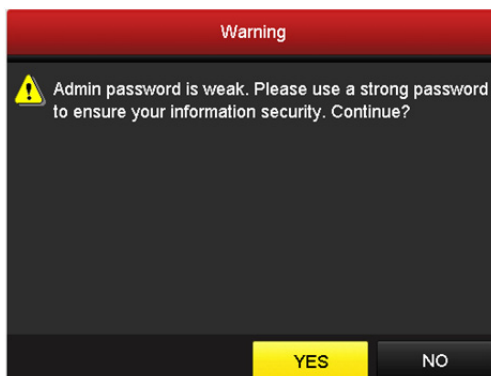 Warning
Admin password is weak. Please use a strong password
to ensure your information security. Continue?
YES NO